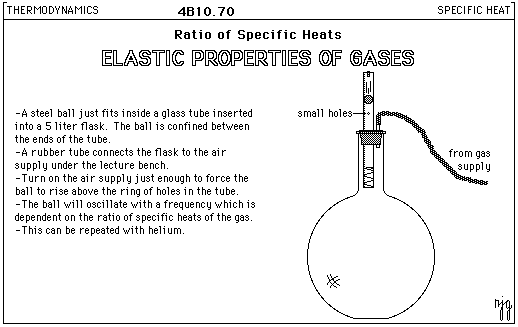 THERMODYNAMICS
4B10.70
SPECIFIC HEAT
Ratio of Specific Heats
ELASTIC PROPERTIES OF GASES
-A steel ball just fits inside a glass tube inserted
into a 5 liter flask. The ball is confined between
the ends of the tube.
-A rubber tube connects the flask to the air
supply under the lecture bench.
-Turn on the air supply just enough to force the
ball to rise above the ring of holes in the tube.
-The ball will oscillate with a frequency which is
dependent on the ratio of specific heats of the gas.
-This can be repeated with helium.
small holes
from gas
supply